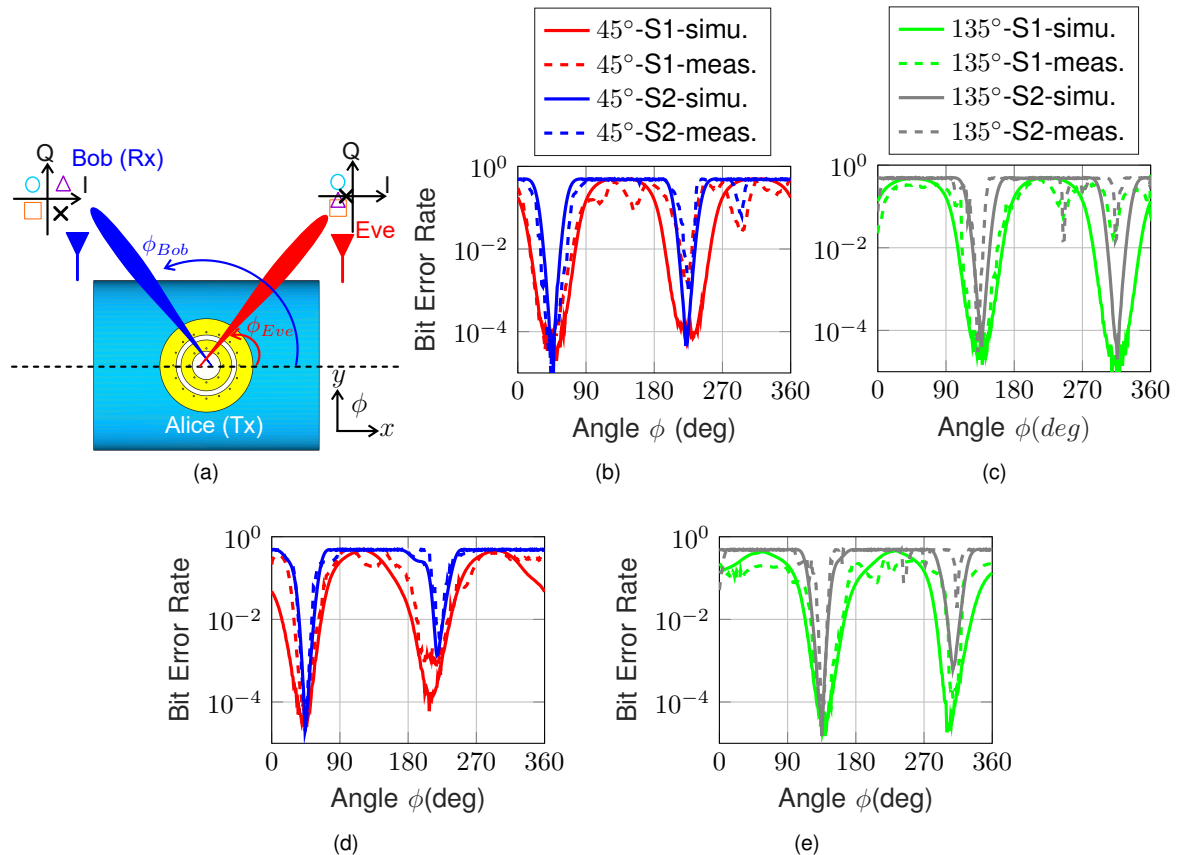 Q
Bob (Rx)
I
ϕ_Bob
Q
I
Eve
ϕ_Eve
Alice (Tx)
y
ϕ
x
(a)
45°-S1-simu.
45°-S1-meas.
45°-S2-simu.
45°-S2-meas.
10^0
10^-2
10^-4
Bit Error Rate
0 90 180 270 360
Angle ϕ (deg)
(b)
135°-S1-simu.
135°-S1-meas.
135°-S2-simu.
135°-S2-meas.
10^0
10^-2
10^-4
0 90 180 270 360
Angle ϕ(deg)
(c)
10^0
10^-2
10^-4
Bit Error Rate
0 90 180 270 360
Angle ϕ(deg)
(d)
10^0
10^-2
10^-4
Bit Error Rate
0 90 180 270 360
Angle ϕ(deg)
(e)